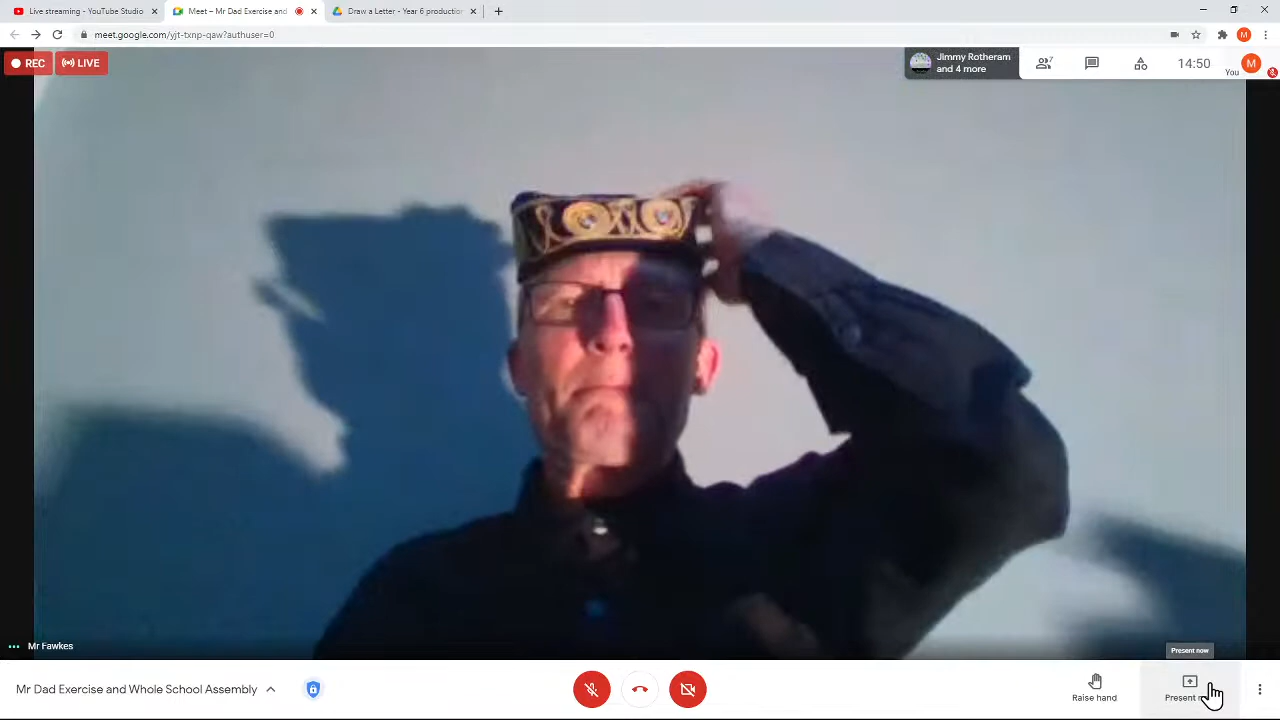 Live streaming - YouTube Studio
Meet – Mr Dad Exercise and
Draw a Letter - Year 6 production
meet.google.com/yjt-txnp-qaw?authuser=0
M
REC
LIVE
Jimmy Rotheram
and 4 more
7
14:50
You
M
Mr Fawkes
Present now
Mr Dad Exercise and Whole School Assembly
Raise hand
Present